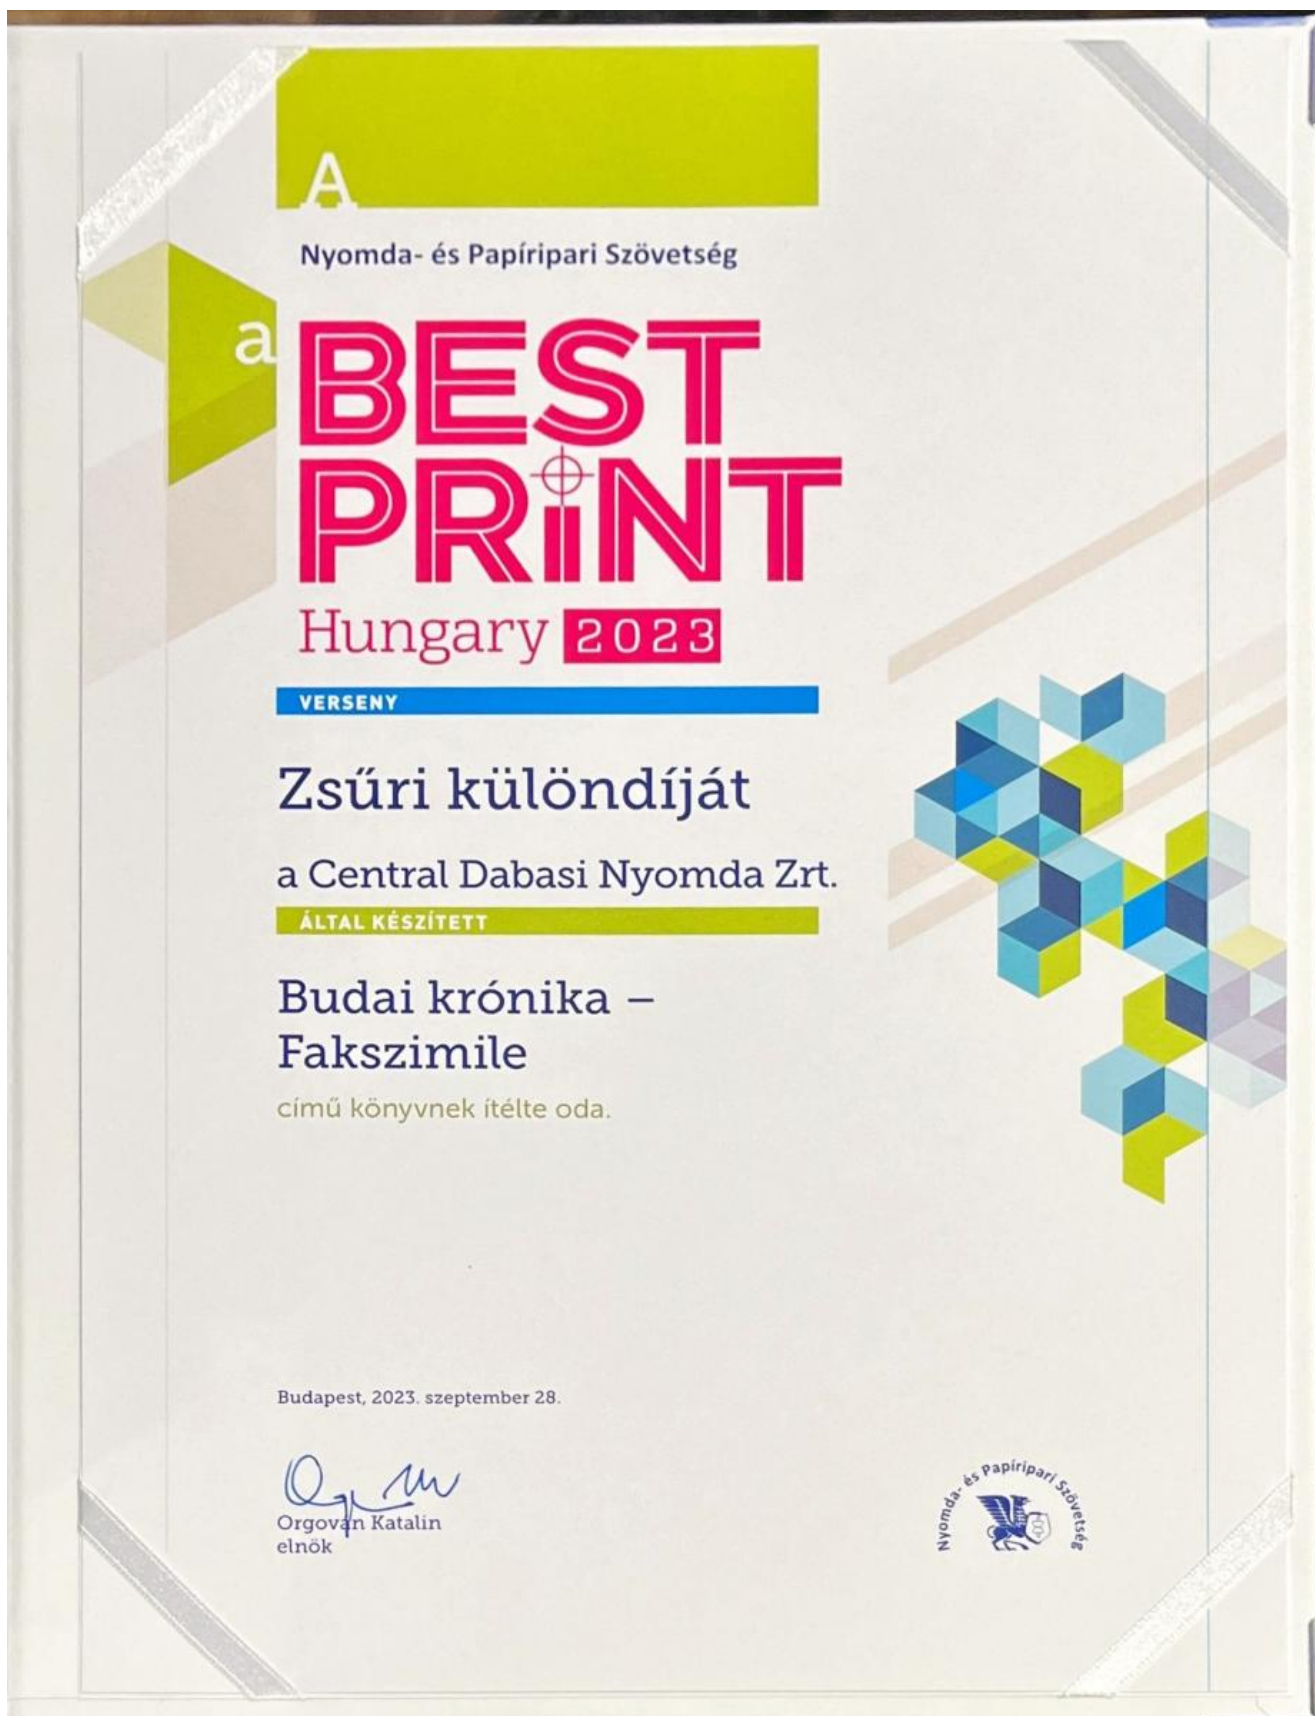 A
Nyomda- és Papíripari Szövetség
a
BEST
PRiNT
Hungary 2023
VERSENY
Zsűri különdíját
a Central Dabasi Nyomda Zrt.
ÁLTAL KÉSZÍTETT
Budai krónika –
Fakszimile
című könyvnek ítélte oda.
Budapest, 2023. szeptember 28.
Orgován Katalin
elnök
Nyomda- és Papíripari Szövetség